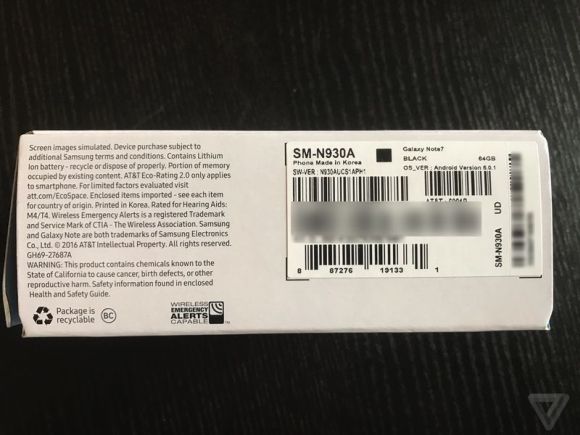 Screen images simulated. Device purchase subject to
additional Samsung terms and conditions. Contains Lithium
Ion battery - recycle or dispose of properly. Portion of memory
occupied by existing content. AT&T Eco-Rating 2.0 only applies
to smartphone. For limited factors evaluated visit
att.com/EcoSpace. Enclosed items imported - see each item
for country of origin. Printed in Korea. Rated for Hearing Aids:
M4/T4. Wireless Emergency Alerts is a registered Trademark
and Service Mark of CTIA - The Wireless Association. Samsung
and Galaxy Note are both trademarks of Samsung Electronics
Co., Ltd. © 2016 AT&T Intellectual Property. All rights reserved.
GH69-27687A
WARNING: This product contains chemicals known to the
State of California to cause cancer, birth defects, or other
reproductive harm. Safety information found in enclosed
Health and Safety Guide.
Package is
recyclable
BC
WIRELESS
EMERGENCY
ALERTS
CAPABLE
SM-N930A
Phone Made in Korea
SW-VER : N930AUCS1APH1
Galaxy Note7
BLACK 64GB
OS_VER : Android Version 6.0.1
8 87276 19133 1
SM-N930A UD